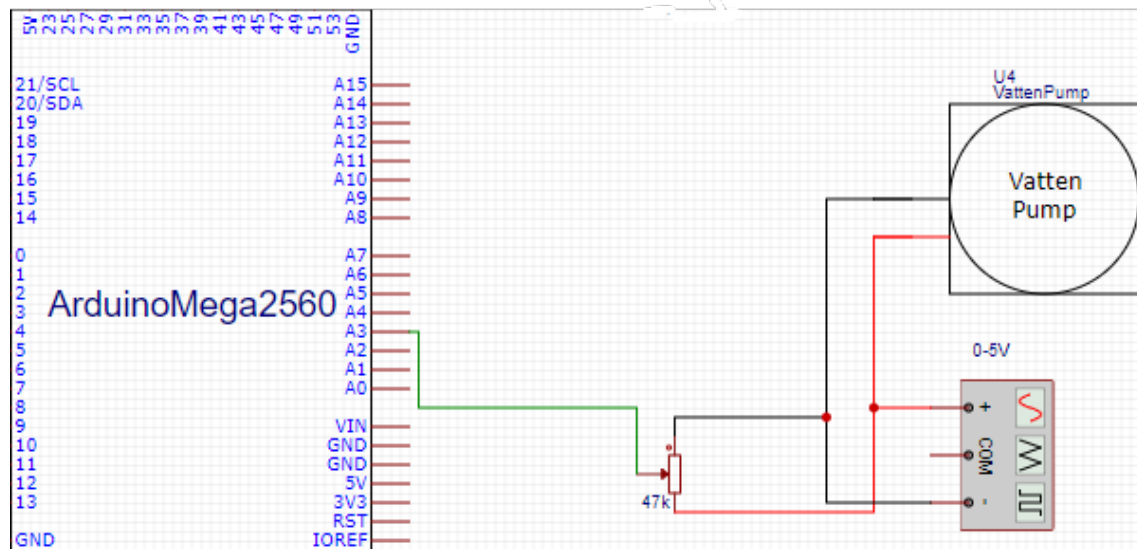 5V 23 25 27 29 31 33 35 37 39 41 43 45 47 49 51 53 GND
21/SCL A15
20/SDA A14
19 A13
18 A12
17 A11
16 A10
15 A9
14 A8
0 A7
1 A6
2 A5
3 A4
4 A3
5 A2
6 A1
7 A0
8
9 VIN
10 GND
11 GND
12 5V
13 3V3
RST
GND IOREF
ArduinoMega2560
47k
U4
VattenPump
Vatten
Pump
0-5V
+
COM
-